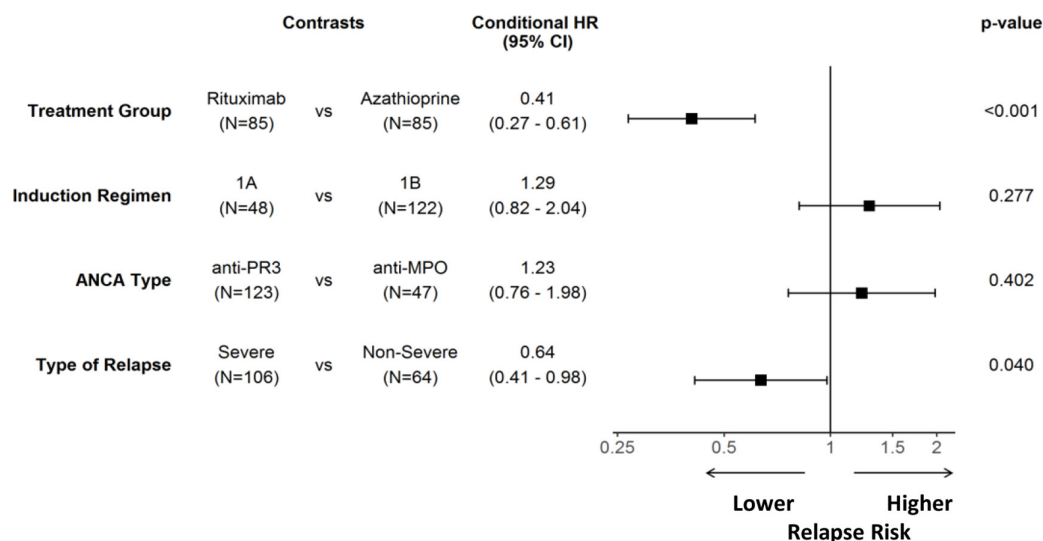 Contrasts Conditional HR p-value
(95% CI)
Rituximab Azathioprine 0.41
Treatment Group vs <0.001
(N=85) (N=85) (0.27 - 0.61)
1A 1B 1.29
Induction Regimen vs 0.277
(N=48) (N=122) (0.82 - 2.04)
anti-PR3 anti-MPO 1.23
ANCA Type vs 0.402
(N=123) (N=47) (0.76 - 1.98)
Severe Non-Severe 0.64
Type of Relapse vs 0.040
(N=106) (N=64) (0.41 - 0.98)
0.25 0.5 1 1.5 2
Lower Higher
Relapse Risk